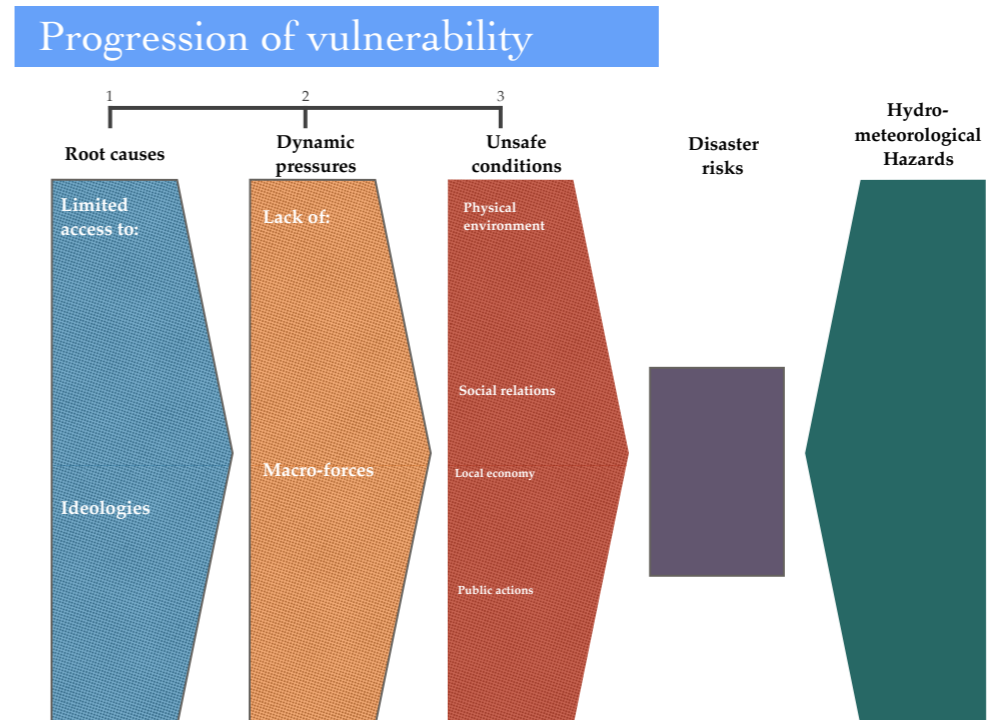 Progression of vulnerability
1
2
3
Root causes
Dynamic
pressures
Unsafe
conditions
Disaster
risks
Hydro-
meteorological
Hazards
Limited
access to:
Ideologies
Lack of:
Macro-forces
Physical
environment
Social relations
Local economy
Public actions